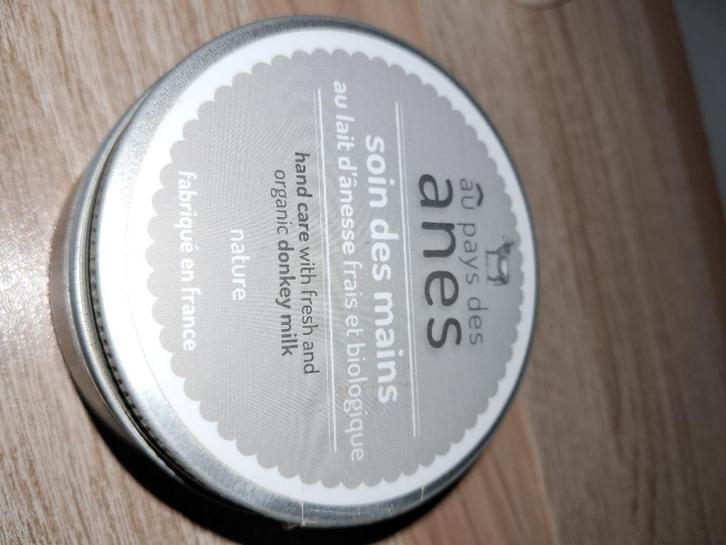 âu pays des
ânes
soin des mains
au lait d'ânesse frais et biologique
hand care with fresh and
organic donkey milk
nature
fabriqué en france